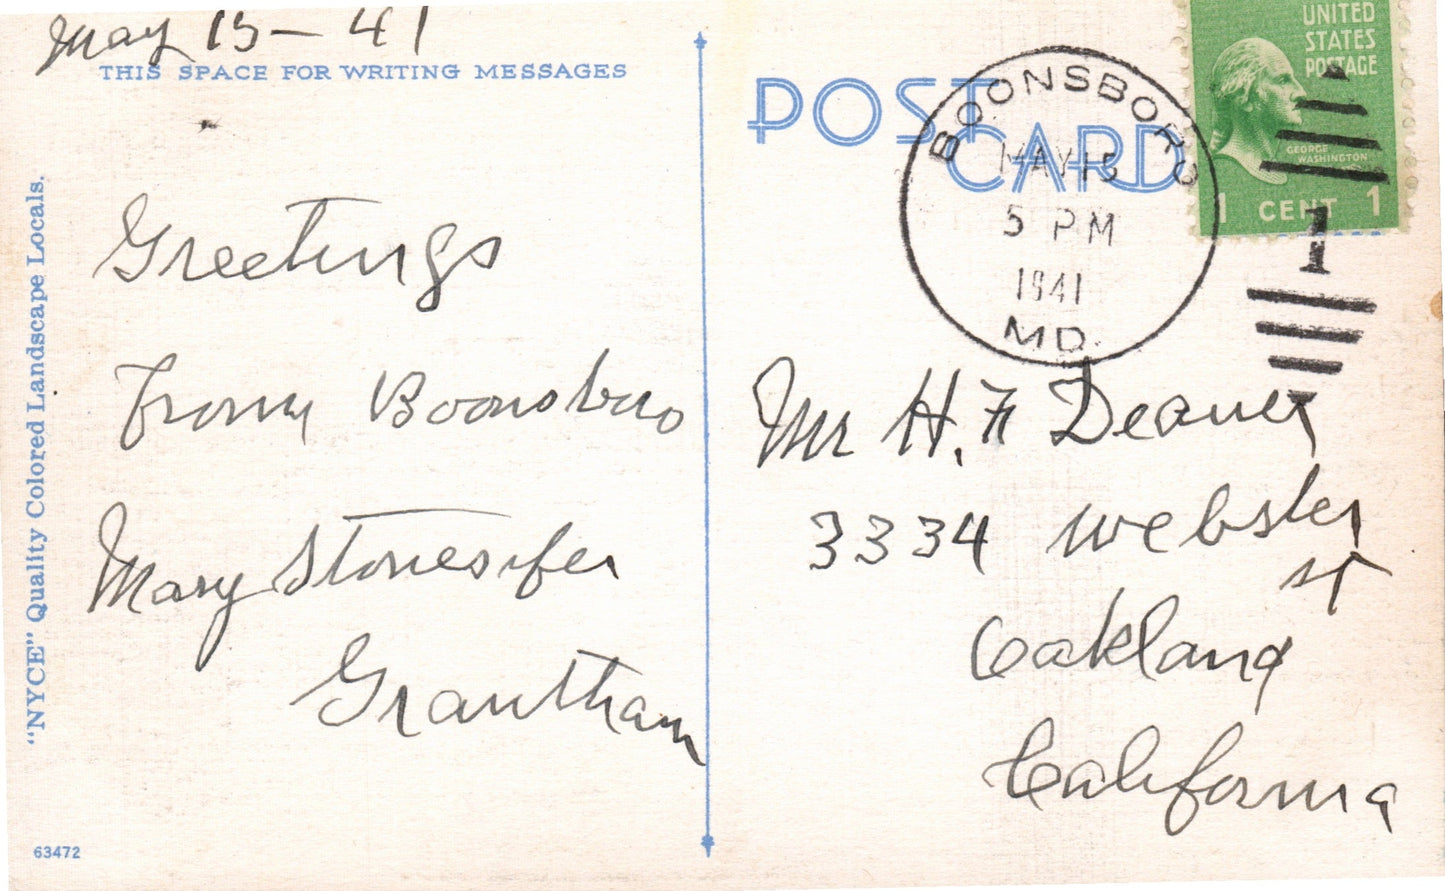 May 15 - 41
THIS SPACE FOR WRITING MESSAGES
Greetings
From Boonsboro
Mary Stonesifer
Grantham
"NYCE" Quality Colored Landscape Locals.
63472
POST
CARD
BOONSBORO
MAY 15
5 PM
1941
MD.
UNITED
STATES
POSTAGE
GEORGE
WASHINGTON
1 CENT 1
1
Mr H. F Deaner
3334 Webster
St
Oakland
California